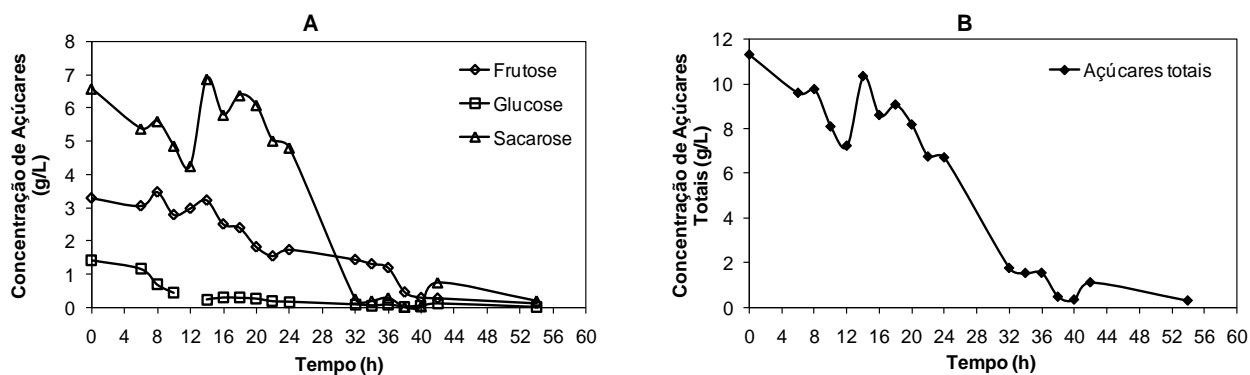 A
Concentração de Açúcares
(g/L)
8
7
6
5
4
3
2
1
0
Frutose
Glucose
Sacarose
0 4 8 12 16 20 24 28 32 36 40 44 48 52 56 60
Tempo (h)
B
Concentração de Açúcares
Totais (g/L)
12
10
8
6
4
2
0
Açúcares totais
0 4 8 12 16 20 24 28 32 36 40 44 48 52 56 60
Tempo (h)